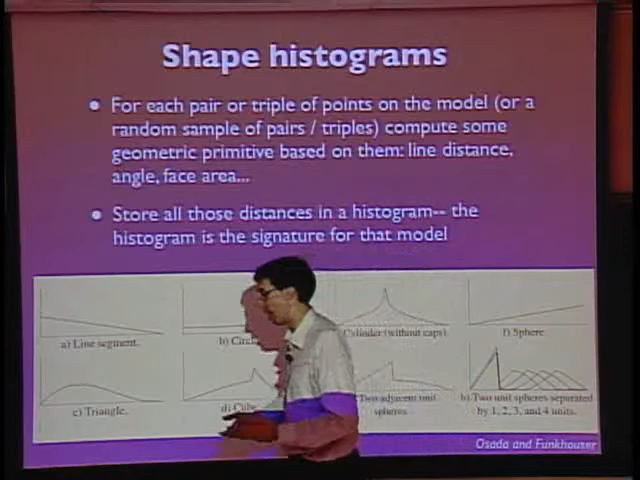 Shape histograms
• For each pair or triple of points on the model (or a
random sample of pairs / triples) compute some
geometric primitive based on them: line distance,
angle, face area...
• Store all those distances in a histogram-- the
histogram is the signature for that model
a) Line segment.
b)
Cylinder (without caps).
f) Sphere.
c) Triangle.
d) Cube
Two adjacent unit
spheres.
h) Two unit spheres separated
by 1, 2, 3, and 4 units.
Osada and Funkhouser